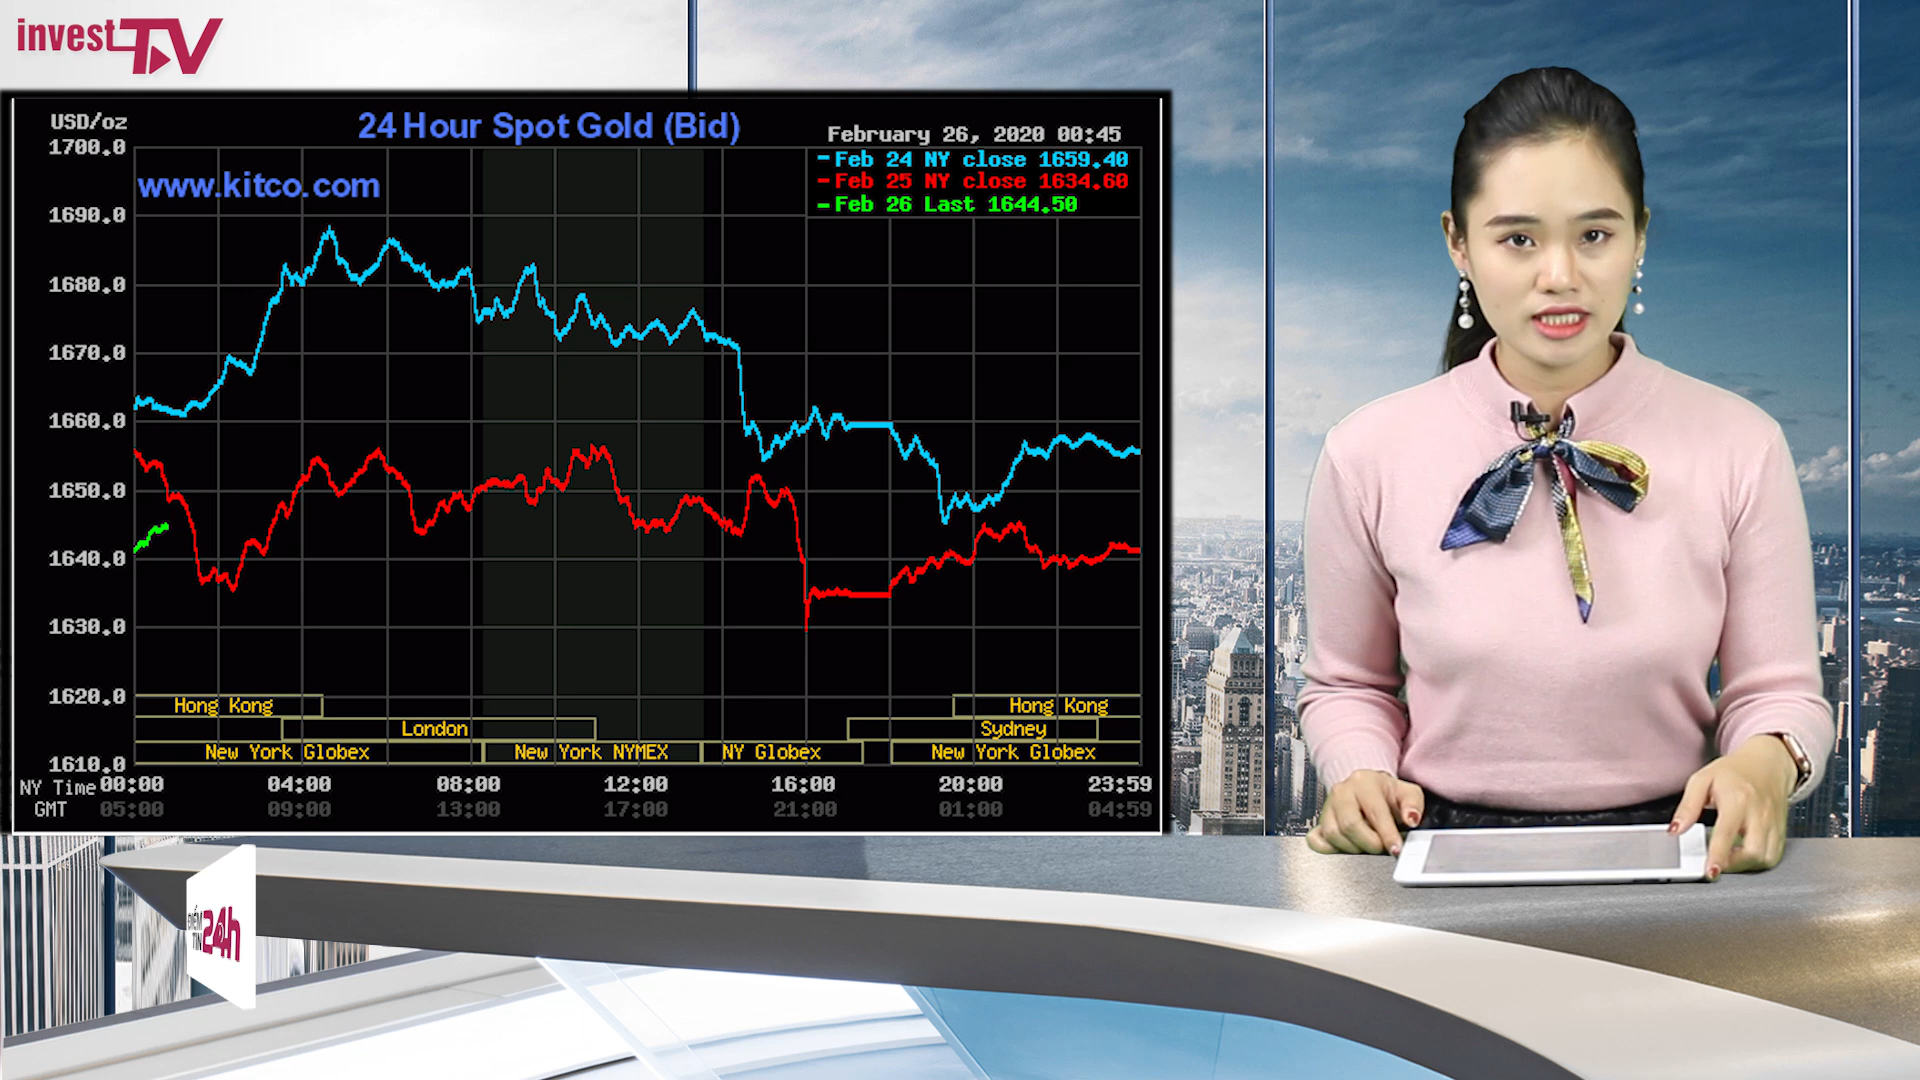 invest TV
USD/oz
24 Hour Spot Gold (Bid)
February 26, 2020 00:45
www.kitco.com
Feb 24 NY close 1659.40
Feb 25 NY close 1634.60
Feb 26 Last 1644.50
1700.0
1690.0
1680.0
1670.0
1660.0
1650.0
1640.0
1630.0
1620.0
1610.0
Hong Kong Hong Kong
London Sydney
New York Globex New York NYMEX NY Globex New York Globex
NY Time 00:00 04:00 08:00 12:00 16:00 20:00 23:59
GMT 05:00 09:00 13:00 17:00 21:00 01:00 04:59
ĐIỂM
TIN 24h